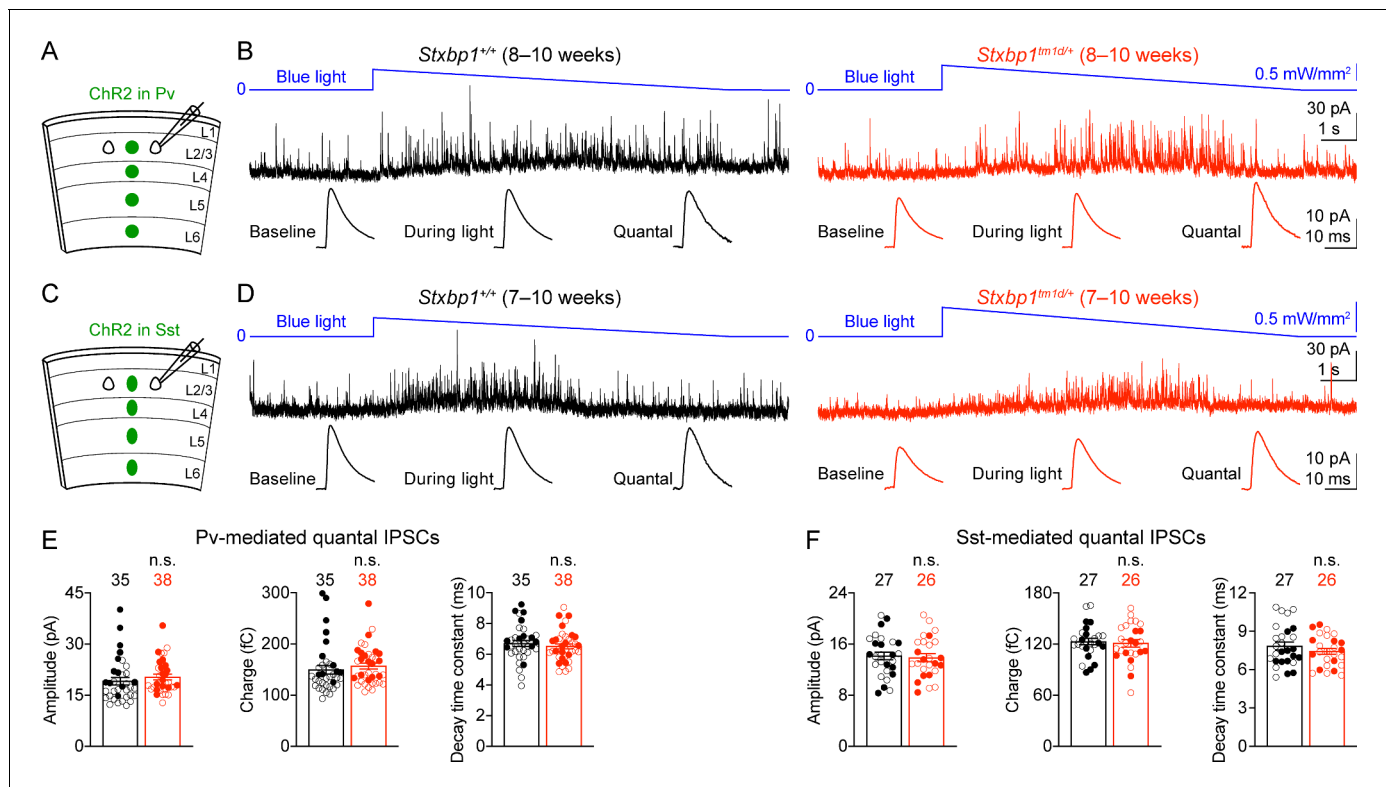 A
ChR2 in Pv
L1
L2/3
L4
L5
L6
B
Stxbp1+/+ (8–10 weeks)
Blue light
0
Baseline
During light
Quantal
Stxbp1tm1d/+ (8–10 weeks)
Blue light
0
0.5 mW/mm2
30 pA
1 s
Baseline
During light
Quantal
10 pA
10 ms
C
ChR2 in Sst
L1
L2/3
L4
L5
L6
D
Stxbp1+/+ (7–10 weeks)
Blue light
0
Baseline
During light
Quantal
Stxbp1tm1d/+ (7–10 weeks)
Blue light
0
0.5 mW/mm2
30 pA
1 s
Baseline
During light
Quantal
10 pA
10 ms
E
Pv-mediated quantal IPSCs
n.s.
35 38
Amplitude (pA)
45
30
15
0
n.s.
35 38
Charge (fC)
300
200
100
0
n.s.
35 38
Decay time constant (ms)
10
8
6
4
2
0
F
Sst-mediated quantal IPSCs
n.s.
27 26
Amplitude (pA)
24
16
8
0
n.s.
27 26
Charge (fC)
180
120
60
0
n.s.
27 26
Decay time constant (ms)
12
9
6
3
0